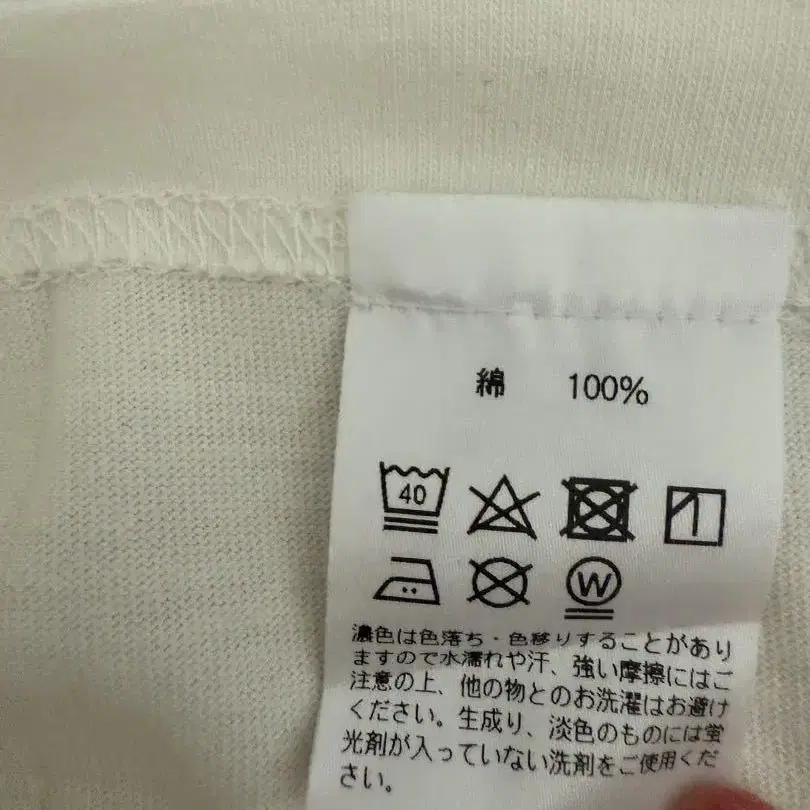 綿 100%
40
W
濃色は色落ち・色移りすることがあり
ますので水濡れや汗、強い摩擦にはご
注意の上、他の物とのお洗濯はお避け
ください。生成り、淡色のものには蛍
光剤が入っていない洗剤をご使用くだ
さい。